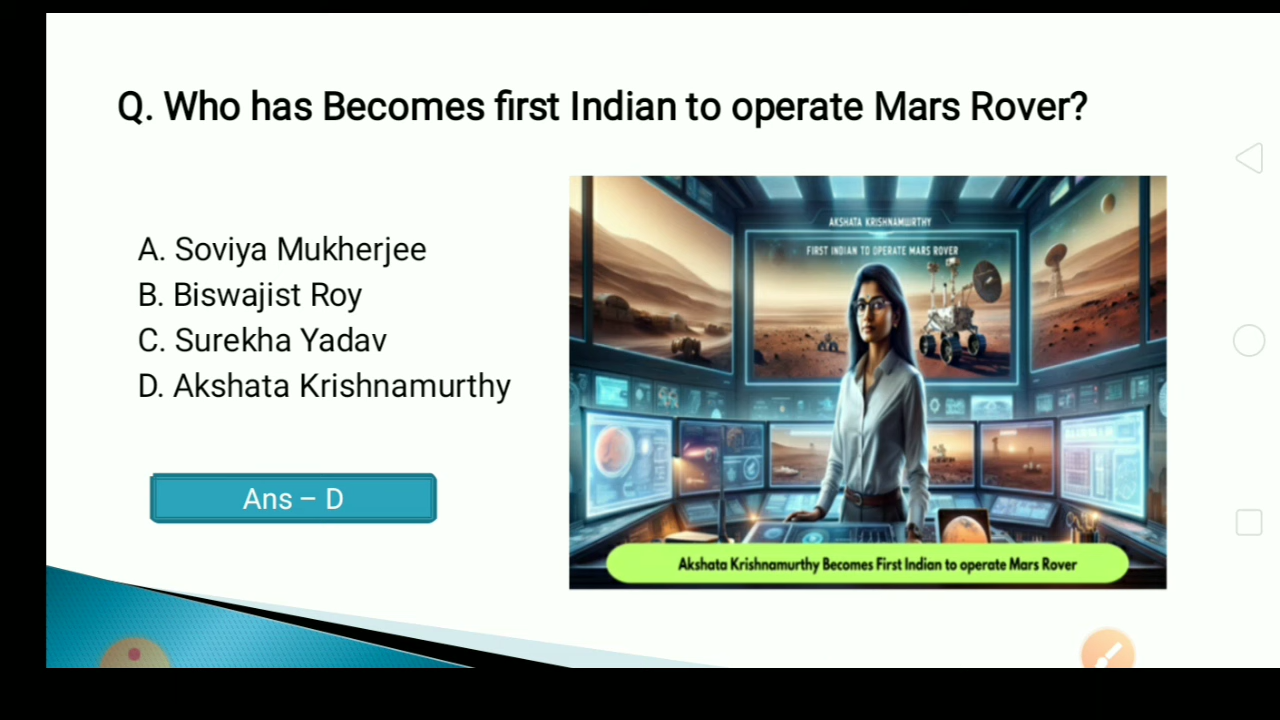 Q. Who has Becomes first Indian to operate Mars Rover?
A. Soviya Mukherjee
B. Biswajist Roy
C. Surekha Yadav
D. Akshata Krishnamurthy
Ans – D
AKSHATA KRISHNAMURTHY
FIRST INDIAN TO OPERATE MARS ROVER
Akshata Krishnamurthy Becomes First Indian to operate Mars Rover